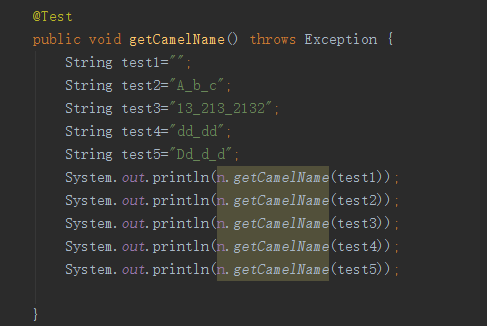 @Test
public void getCamelName() throws Exception {
String test1="";
String test2="A_b_c";
String test3="13_213_2132";
String test4="dd_dd";
String test5="Dd_d_d";
System.out.println(n.getCamelName(test1));
System.out.println(n.getCamelName(test2));
System.out.println(n.getCamelName(test3));
System.out.println(n.getCamelName(test4));
System.out.println(n.getCamelName(test5));
}